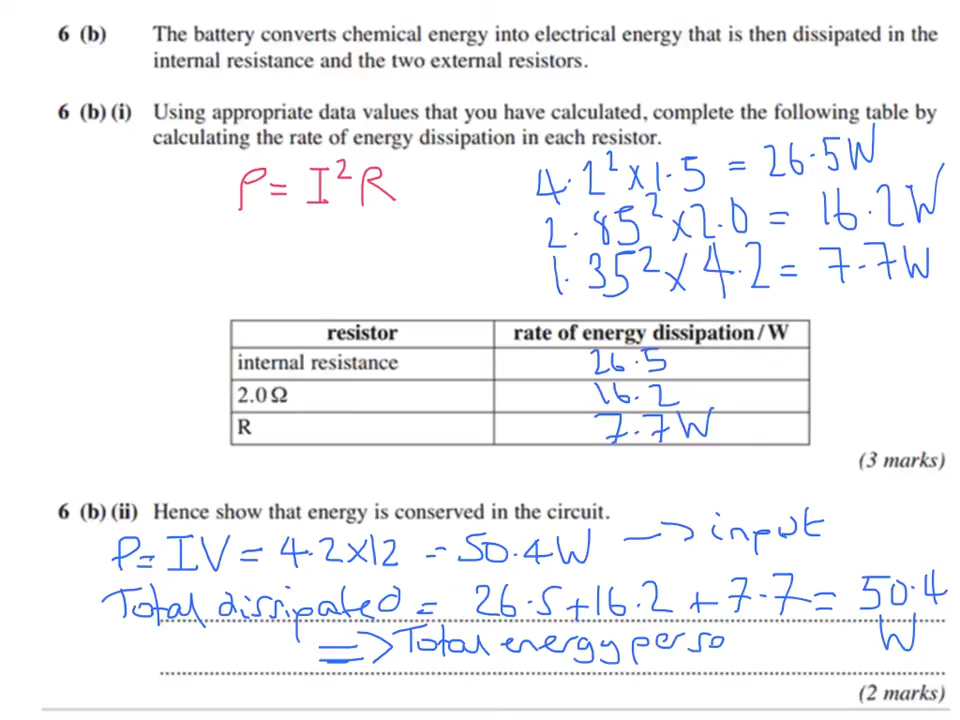 6 (b) The battery converts chemical energy into electrical energy that is then dissipated in the
internal resistance and the two external resistors.
6 (b) (i) Using appropriate data values that you have calculated, complete the following table by
calculating the rate of energy dissipation in each resistor.
P = I²R
4.2² × 1.5 = 26.5W
2.85² × 2.0 = 16.2W
1.35² × 4.2 = 7.7W
resistor rate of energy dissipation/W
internal resistance 26.5
2.0 Ω 16.2
R 7.7W
(3 marks)
6 (b) (ii) Hence show that energy is conserved in the circuit.
P = IV = 4.2×12 = 50.4W → input
Total dissipated = 26.5+16.2+7.7 = 50.4
W
⇒ Total energy per so
(2 marks)